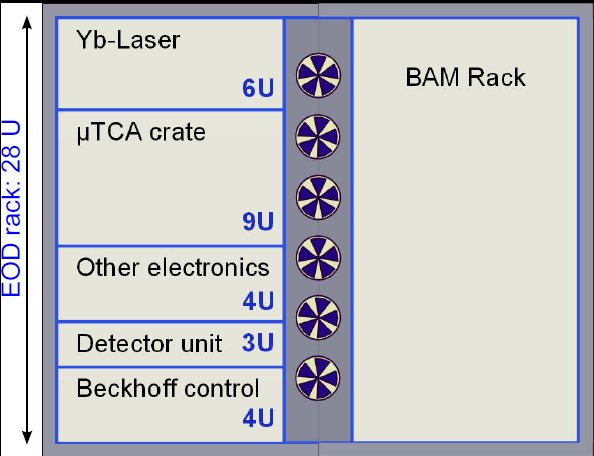 EOD rack: 28 U
Yb-Laser
6U
µTCA crate
9U
Other electronics
4U
Detector unit 3U
Beckhoff control
4U
BAM Rack